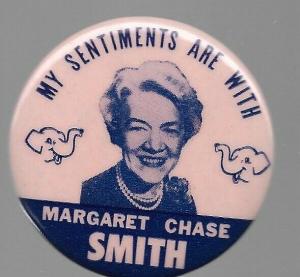 MY SENTIMENTS ARE WITH
MARGARET CHASE
SMITH